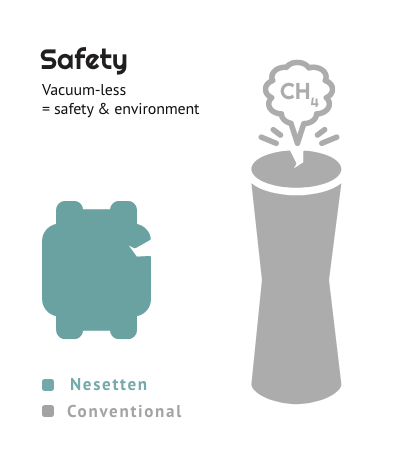 Safety
Vacuum-less
= safety & environment
CH4
Nesetten
Conventional